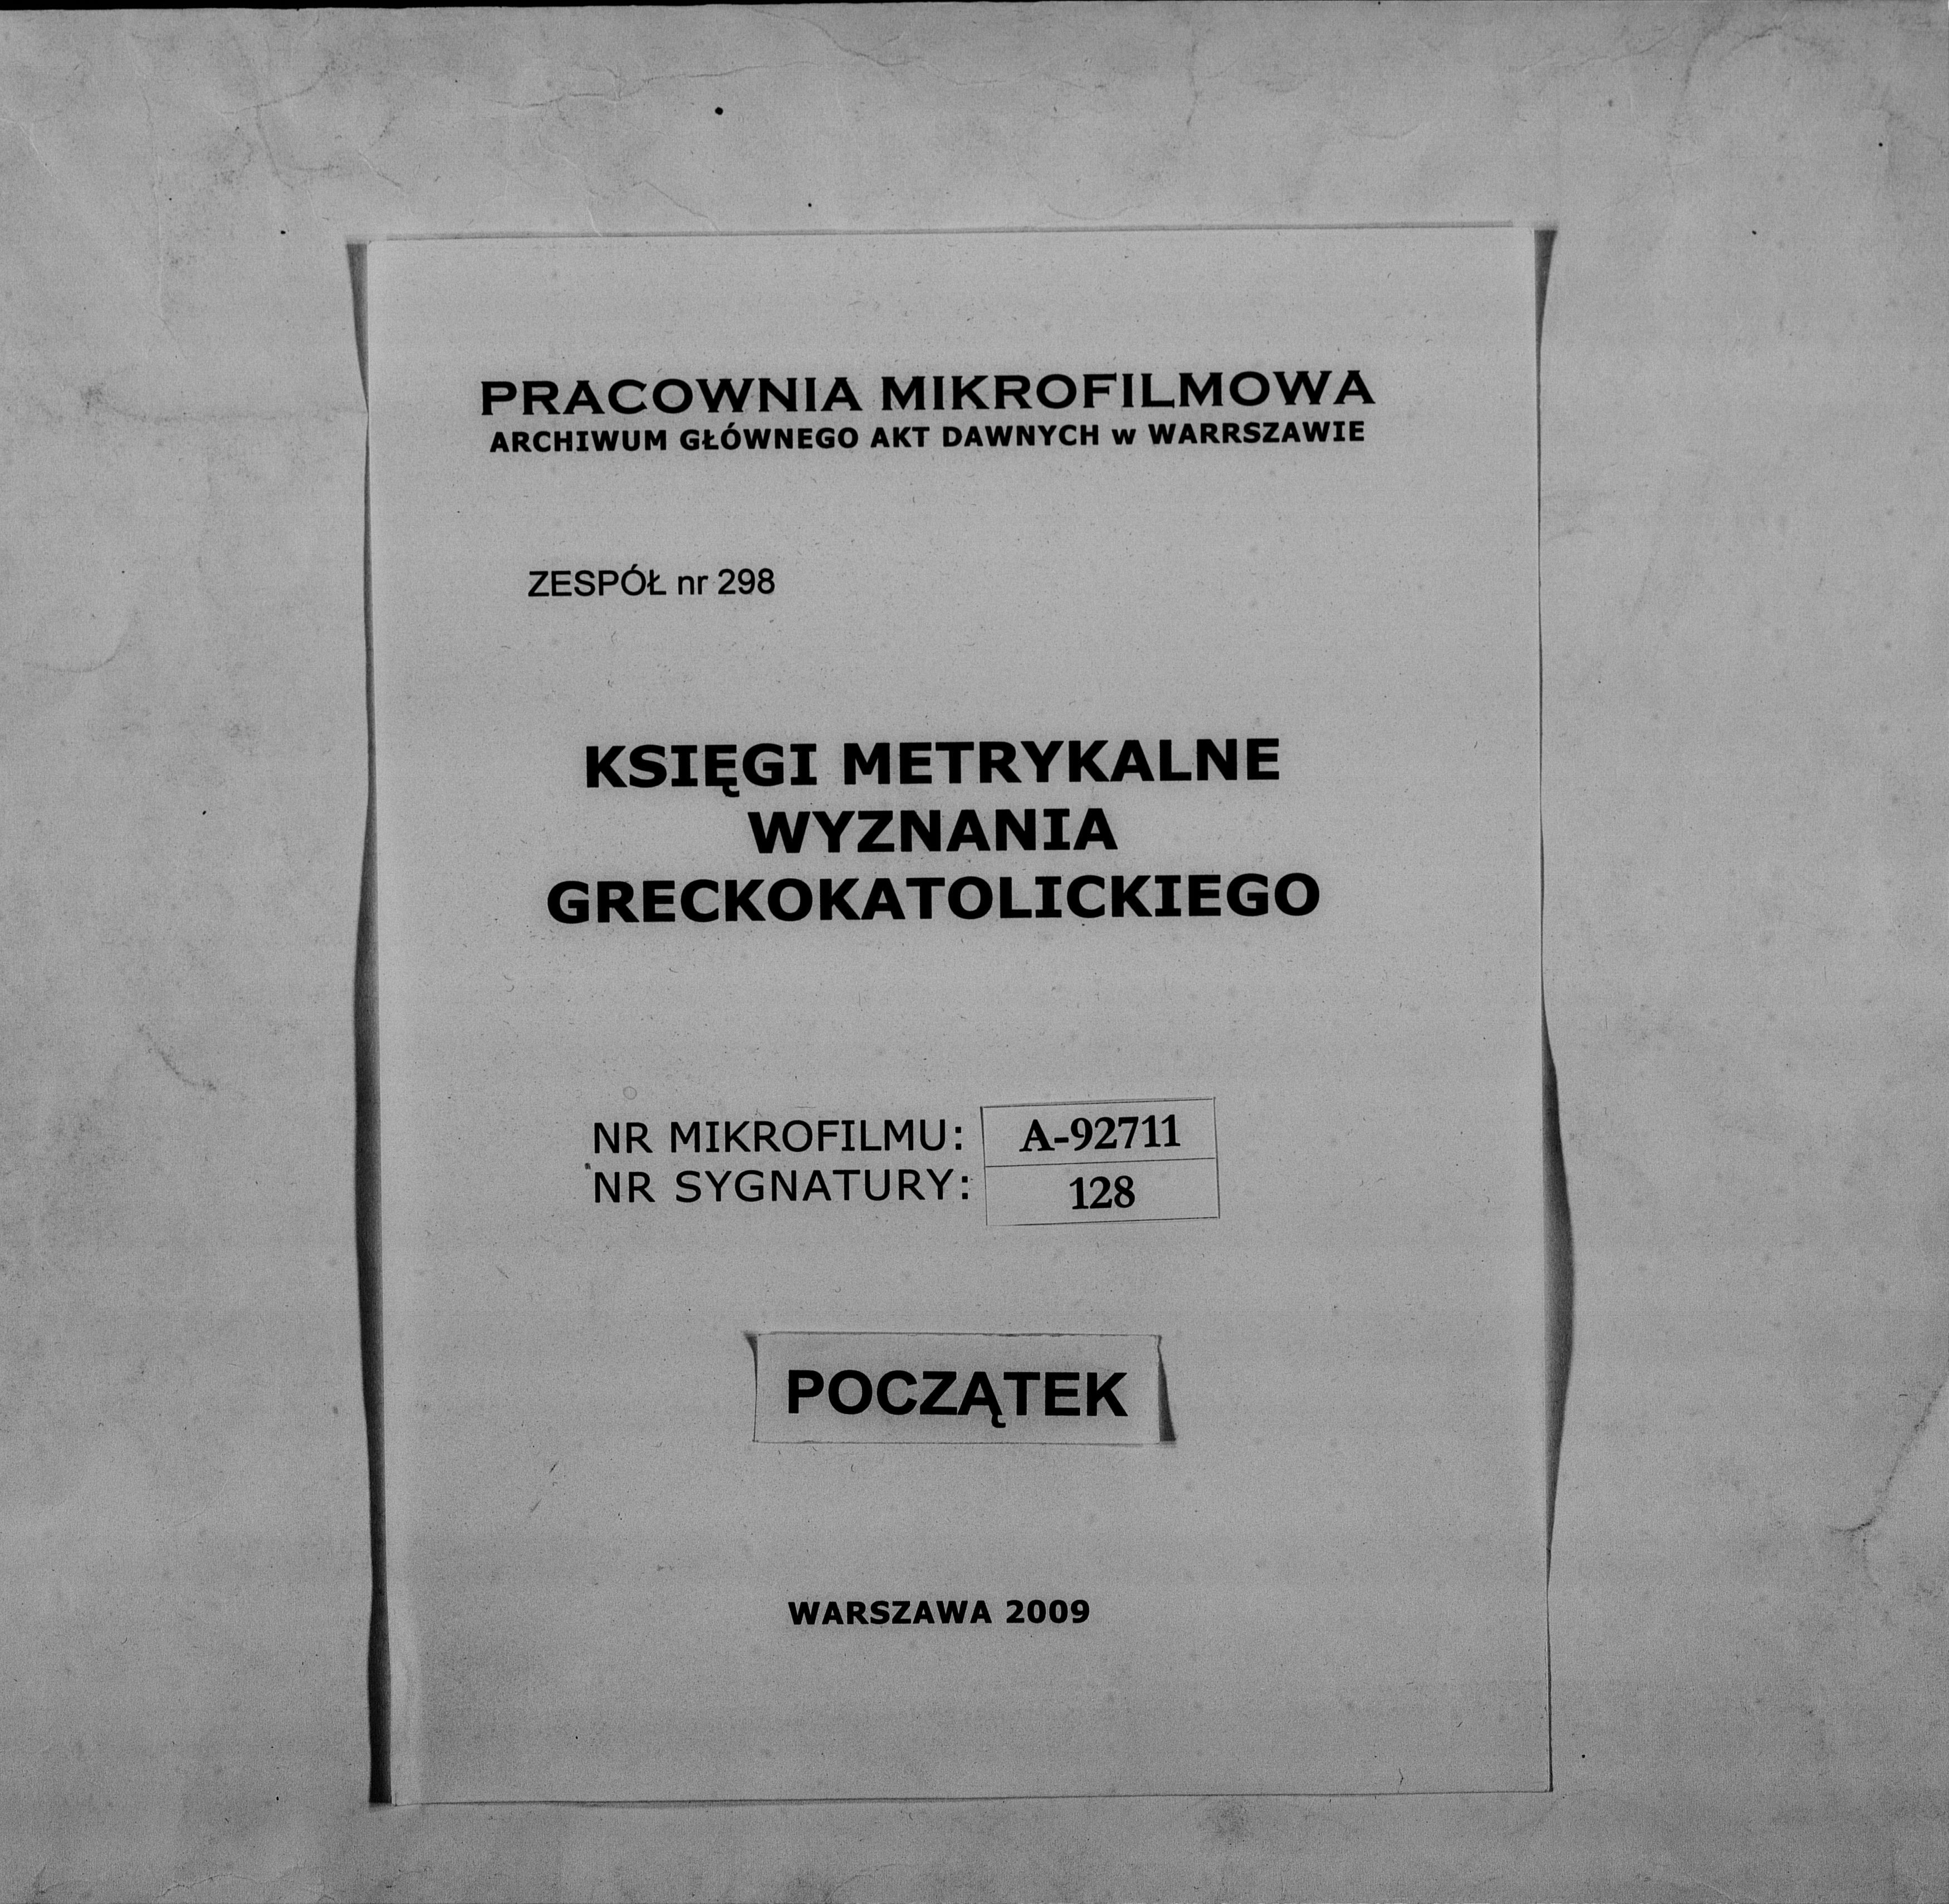 PRACOWNIA MIKROFILMOWA
ARCHIWUM GŁÓWNEGO AKT DAWNYCH w WARRSZAWIE
ZESPÓŁ nr 298
KSIĘGI METRYKALNE
WYZNANIA
GRECKOKATOLICKIEGO
NR MIKROFILMU: A-92711
NR SYGNATURY: 128
POCZĄTEK
WARSZAWA 2009